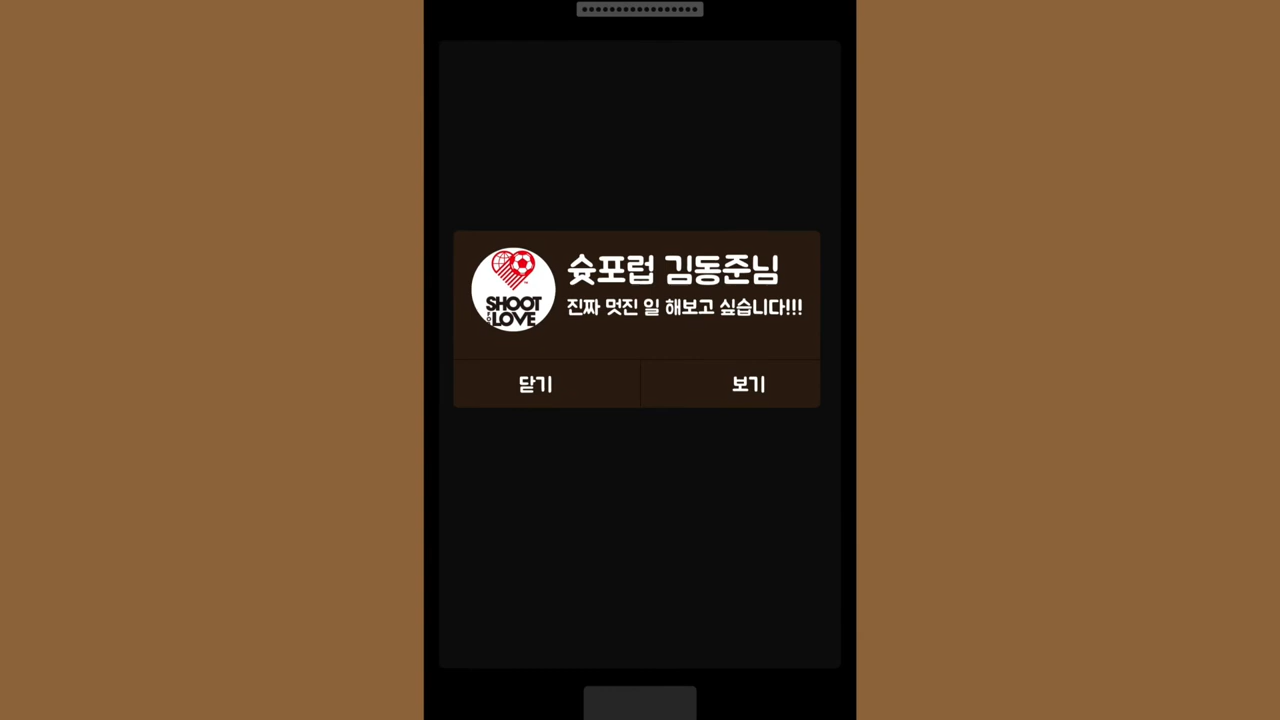 슛포럽 김동준님
진짜 멋진 일 해보고 싶습니다!!!
SHOOT
TO LOVE
닫기
보기